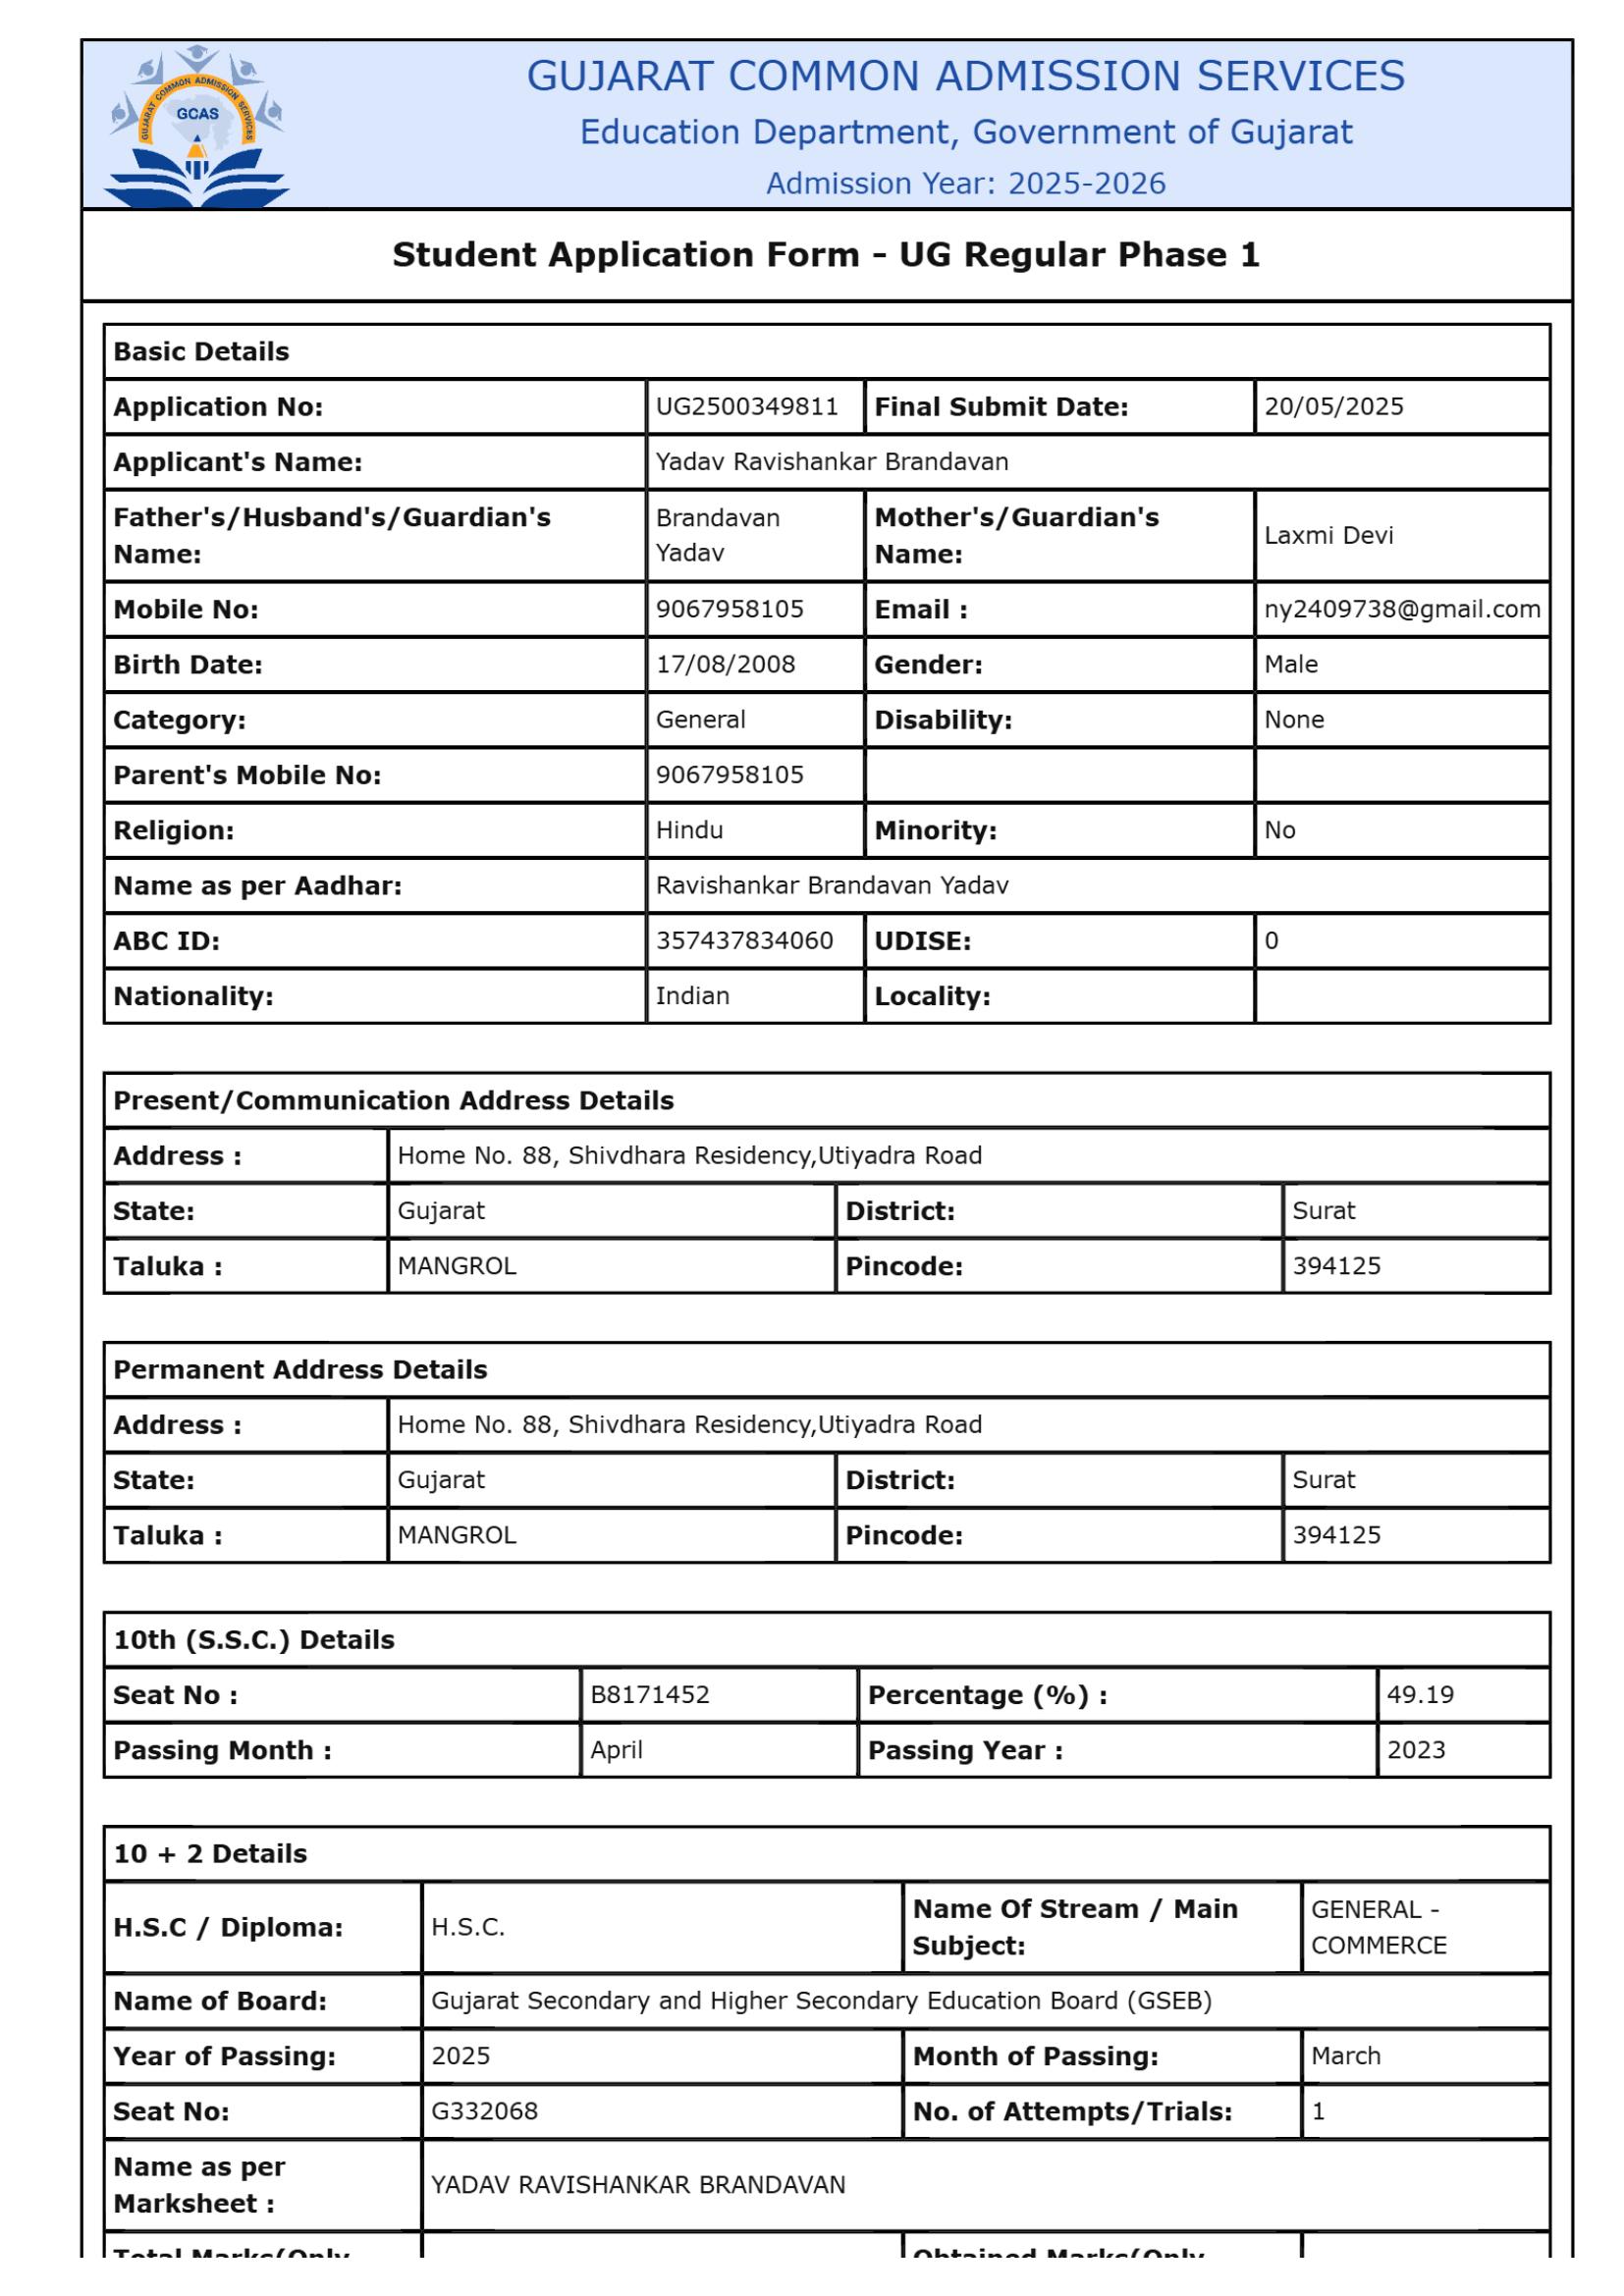 GUJARAT COMMON ADMISSION SERVICES
GCAS
GUJARAT COMMON ADMISSION SERVICES
Education Department, Government of Gujarat
Admission Year: 2025-2026
Student Application Form - UG Regular Phase 1
Basic Details
Application No: UG2500349811 Final Submit Date: 20/05/2025
Applicant's Name: Yadav Ravishankar Brandavan
Father's/Husband's/Guardian's Name: Brandavan Yadav Mother's/Guardian's Name: Laxmi Devi
Mobile No: 9067958105 Email : ny2409738@gmail.com
Birth Date: 17/08/2008 Gender: Male
Category: General Disability: None
Parent's Mobile No: 9067958105
Religion: Hindu Minority: No
Name as per Aadhar: Ravishankar Brandavan Yadav
ABC ID: 357437834060 UDISE: 0
Nationality: Indian Locality:
Present/Communication Address Details
Address : Home No. 88, Shivdhara Residency,Utiyadra Road
State: Gujarat District: Surat
Taluka : MANGROL Pincode: 394125
Permanent Address Details
Address : Home No. 88, Shivdhara Residency,Utiyadra Road
State: Gujarat District: Surat
Taluka : MANGROL Pincode: 394125
10th (S.S.C.) Details
Seat No : B8171452 Percentage (%) : 49.19
Passing Month : April Passing Year : 2023
10 + 2 Details
H.S.C / Diploma: H.S.C. Name Of Stream / Main Subject: GENERAL - COMMERCE
Name of Board: Gujarat Secondary and Higher Secondary Education Board (GSEB)
Year of Passing: 2025 Month of Passing: March
Seat No: G332068 No. of Attempts/Trials: 1
Name as per Marksheet : YADAV RAVISHANKAR BRANDAVAN
Total Marks(Only Obtained Marks(Only